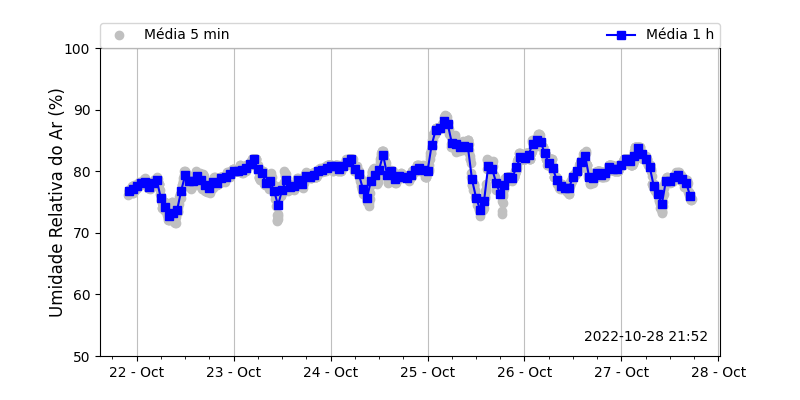 Média 5 min
Média 1 h
Umidade Relativa do Ar (%)
100
90
80
70
60
50
2022-10-28 21:52
22 - Oct
23 - Oct
24 - Oct
25 - Oct
26 - Oct
27 - Oct
28 - Oct